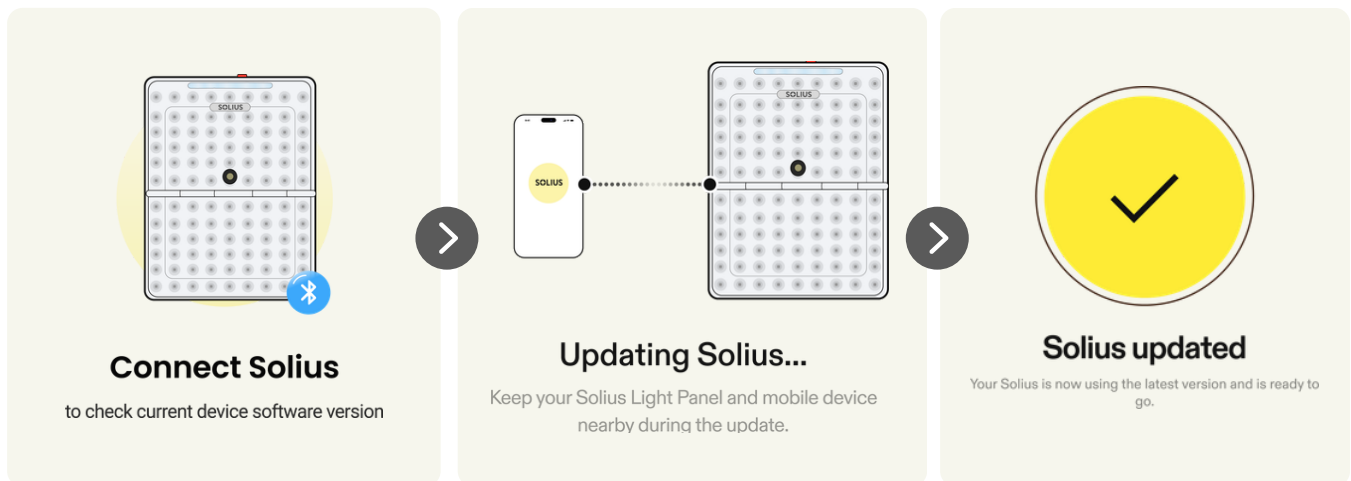 SOLIUS
Connect Solius
to check current device software version
SOLIUS
SOLIUS
Updating Solius...
Keep your Solius Light Panel and mobile device
nearby during the update.
Solius updated
Your Solius is now using the latest version and is ready to
go.